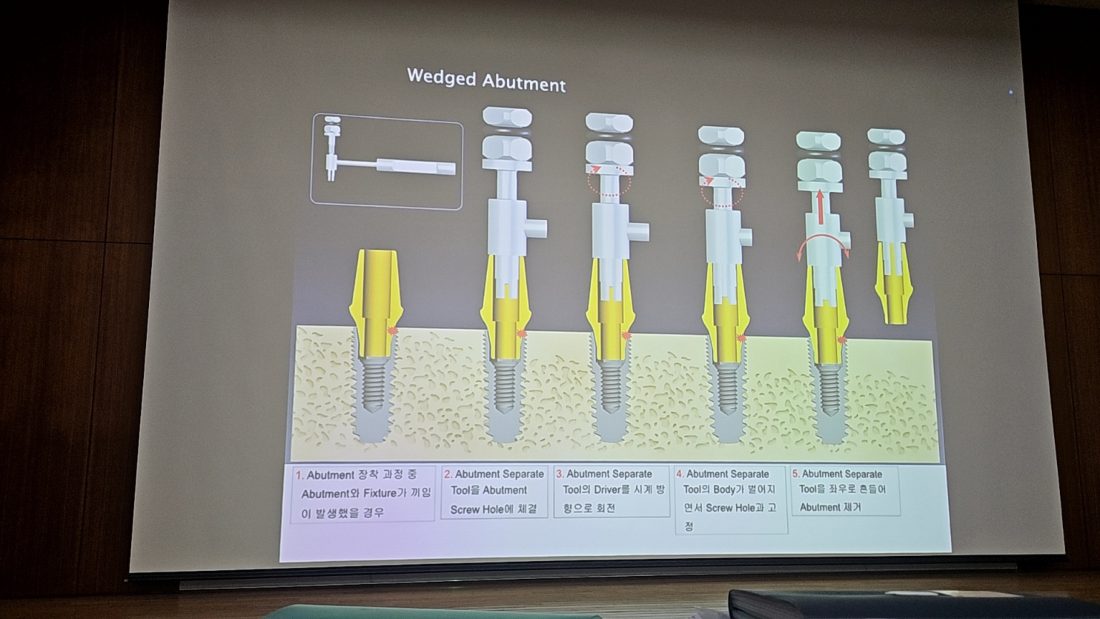 Wedged Abutment
1. Abutment 장착 과정 중
Abutment와 Fixture가 끼임
이 발생했을 경우
2. Abutment Separate
Tool을 Abutment
Screw Hole에 체결
3. Abutment Separate
Tool의 Driver를 시계 방
향으로 회전
4. Abutment Separate
Tool의 Body가 벌어지
면서 Screw Hole과 고
정
5. Abutment Separate
Tool을 좌우로 흔들어
Abutment 제거